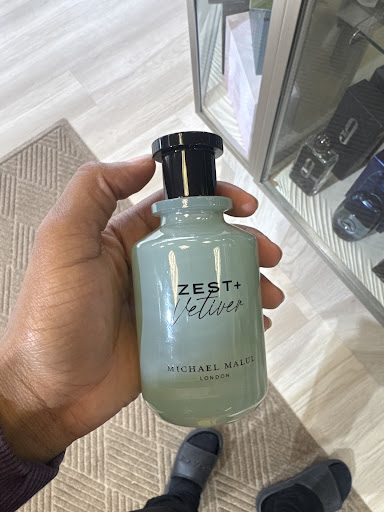 ZEST+
Vetiver
MICHAEL MALUL
LONDON